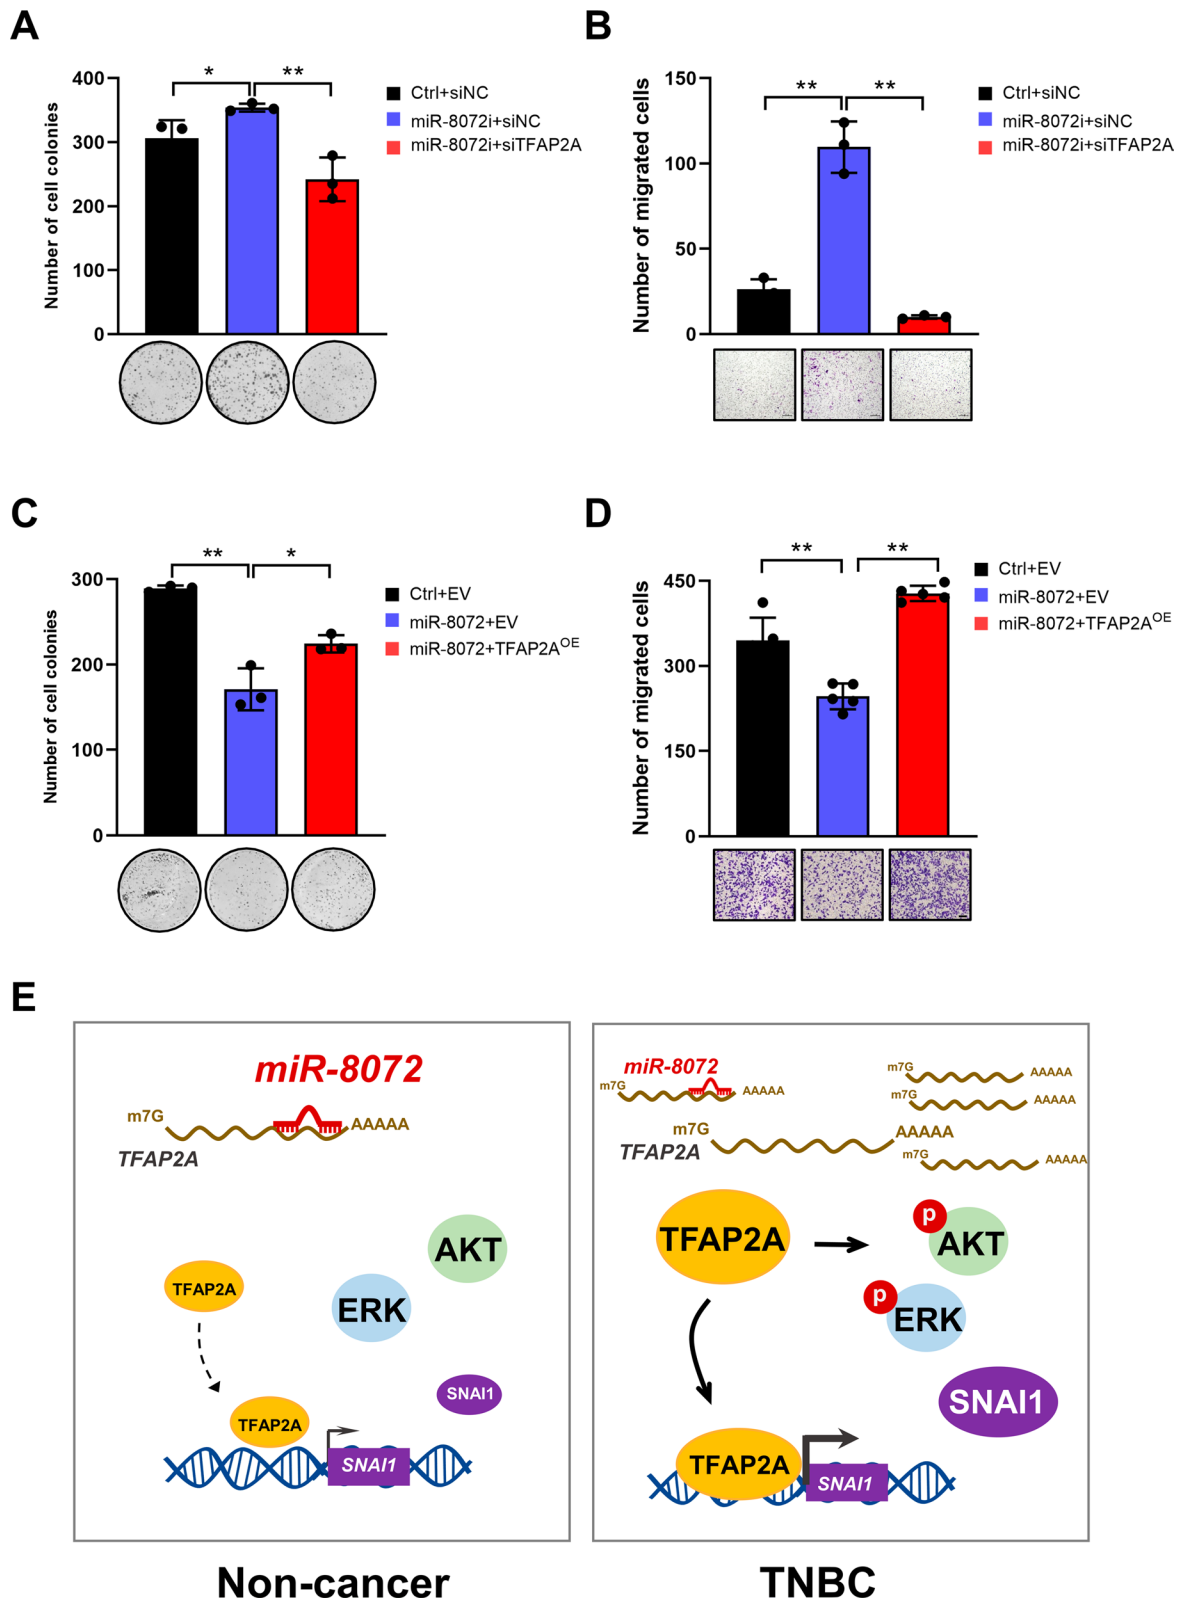 A
Number of cell colonies
400
300
200
100
0
*
**
Ctrl+siNC
miR-8072i+siNC
miR-8072i+siTFAP2A
B
Number of migrated cells
150
100
50
0
**
**
Ctrl+siNC
miR-8072i+siNC
miR-8072i+siTFAP2A
C
Number of cell colonies
300
200
100
0
**
*
Ctrl+EV
miR-8072+EV
miR-8072+TFAP2A^OE
D
Number of migrated cells
450
300
150
0
**
**
Ctrl+EV
miR-8072+EV
miR-8072+TFAP2A^OE
E
miR-8072
m7G
AAAAA
TFAP2A
AKT
TFAP2A
ERK
SNAI1
TFAP2A
SNAI1
Non-cancer
miR-8072
m7G
AAAAA
m7G
AAAAA
m7G
AAAAA
m7G
AAAAA
TFAP2A
m7G
AAAAA
TFAP2A
p
AKT
p
ERK
SNAI1
TFAP2A
SNAI1
TNBC